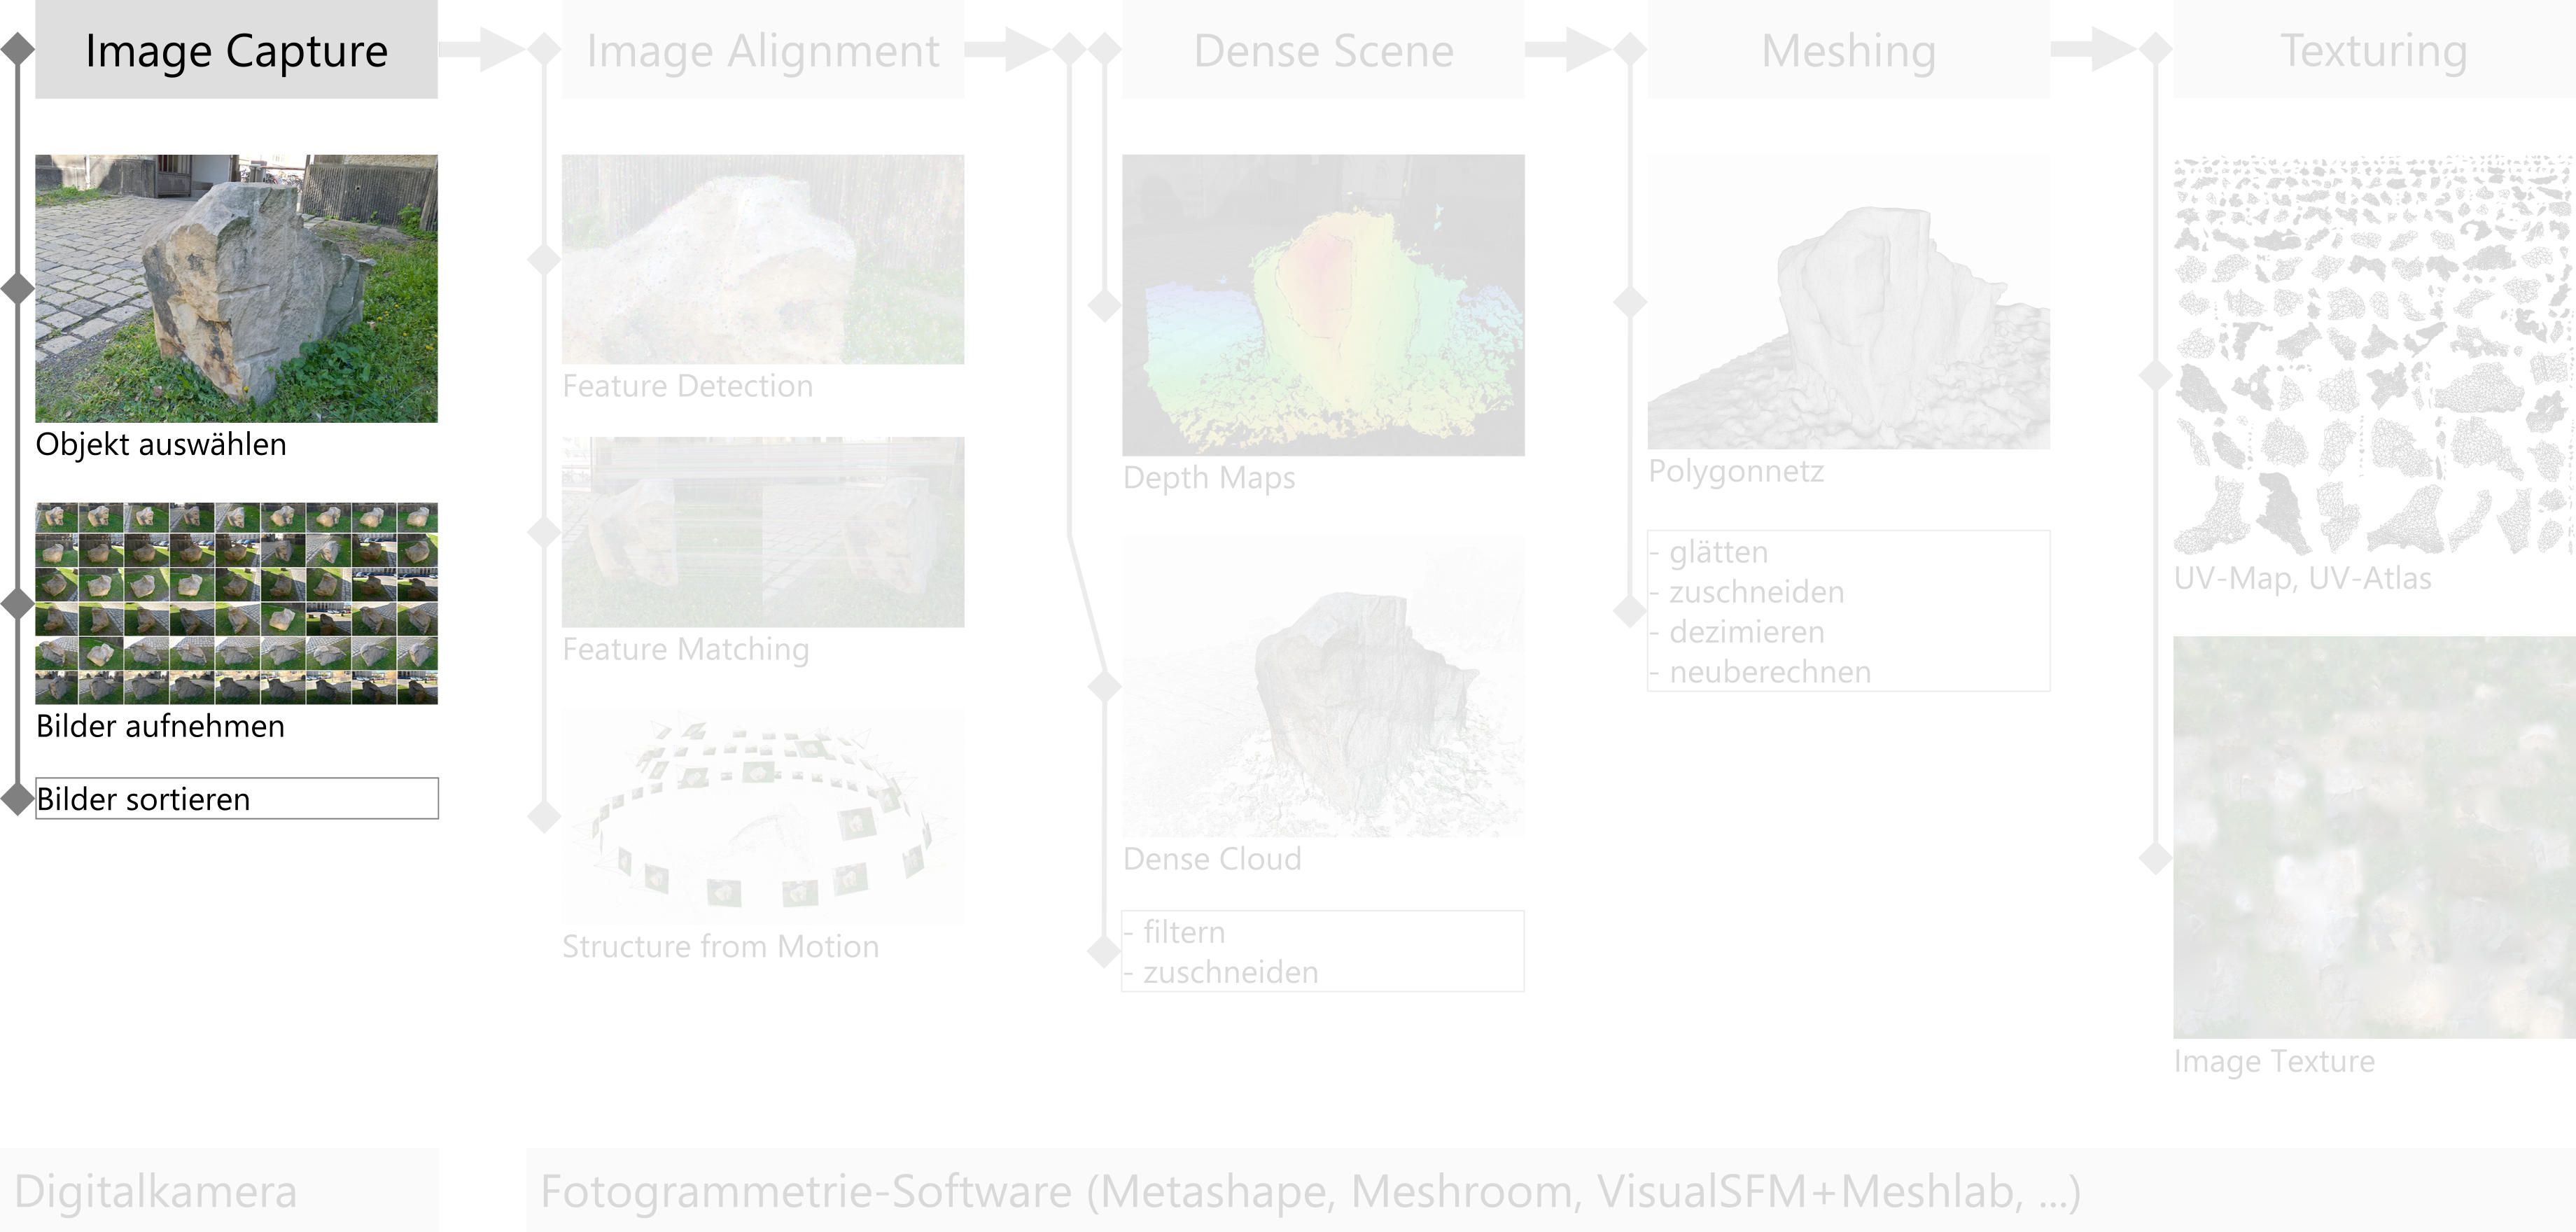 Image Capture
Objekt auswählen
Bilder aufnehmen
Bilder sortieren
Image Alignment
Feature Detection
Feature Matching
Structure from Motion
Dense Scene
Depth Maps
Dense Cloud
- filtern
- zuschneiden
Meshing
Polygonnetz
- glätten
- zuschneiden
- dezimieren
- neuberechnen
Texturing
UV-Map, UV-Atlas
Image Texture
Digitalkamera
Fotogrammetrie-Software (Metashape, Meshroom, VisualSFM+Meshlab, ...)